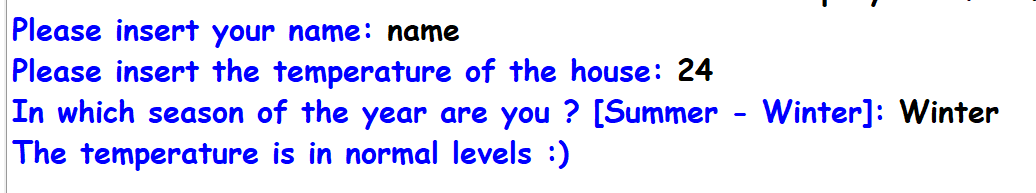 Please insert your name: name
Please insert the temperature of the house: 24
In which season of the year are you ? [Summer - Winter]: Winter
The temperature is in normal levels :)